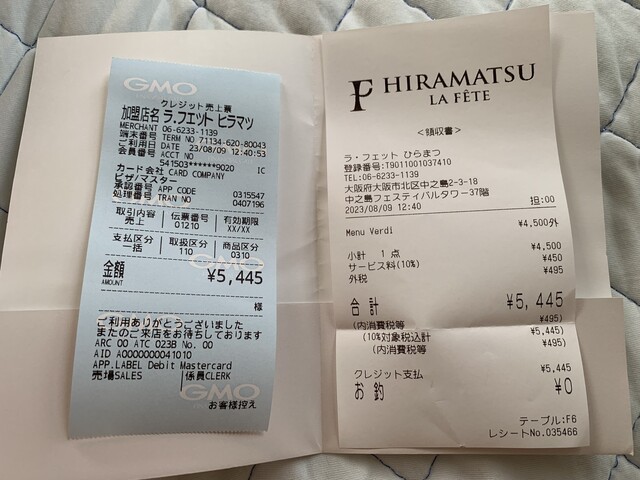 GMO
クレジット売上票
加盟店名 ラ.フエット ヒラマツ
MERCHANT 06-6233-1139
端末番号 TERM NO 71134-620-80043
ご利用日 DATE 23/08/09 12:40:53
会員番号 ACCT NO
541503******9020 IC
カード会社 CARD COMPANY
ビザ/マスター
承認番号 APP CODE 0315547
処理番号 TRAN NO 0407196
取引内容 伝票番号 有効期限
売上 01210 XX/XX
支払区分 取扱区分 商品区分
一括 110 0310
金額 ¥5,445
AMOUNT
様
ご利用ありがとうございました
またのご来店をお待ちしております
ARC 00 ATC 023B No. 00
AID A0000000041010
APP.LABEL Debit Mastercard
売場SALES 係員CLERK
GMO
お客様控え
HIRAMATSU
LA FÊTE
<領収書>
ラ・フェット ひらまつ
登録番号:T9011001037410
TEL:06-6233-1139
大阪府大阪市北区中之島2-3-18
中之島フェスティバルタワー37階
2023/08/09 12:40 担:00
Menu Verdi ¥4,500外
小計 1 点 ¥4,500
サービス料(10%) ¥450
外税 ¥495
合計 ¥5,445
(内消費税等 ¥495)
(10%対象税込計 ¥5,445)
(内消費税等 ¥495)
クレジット支払 ¥5,445
お釣 ¥0
テーブル:F6
レシートNo.035466